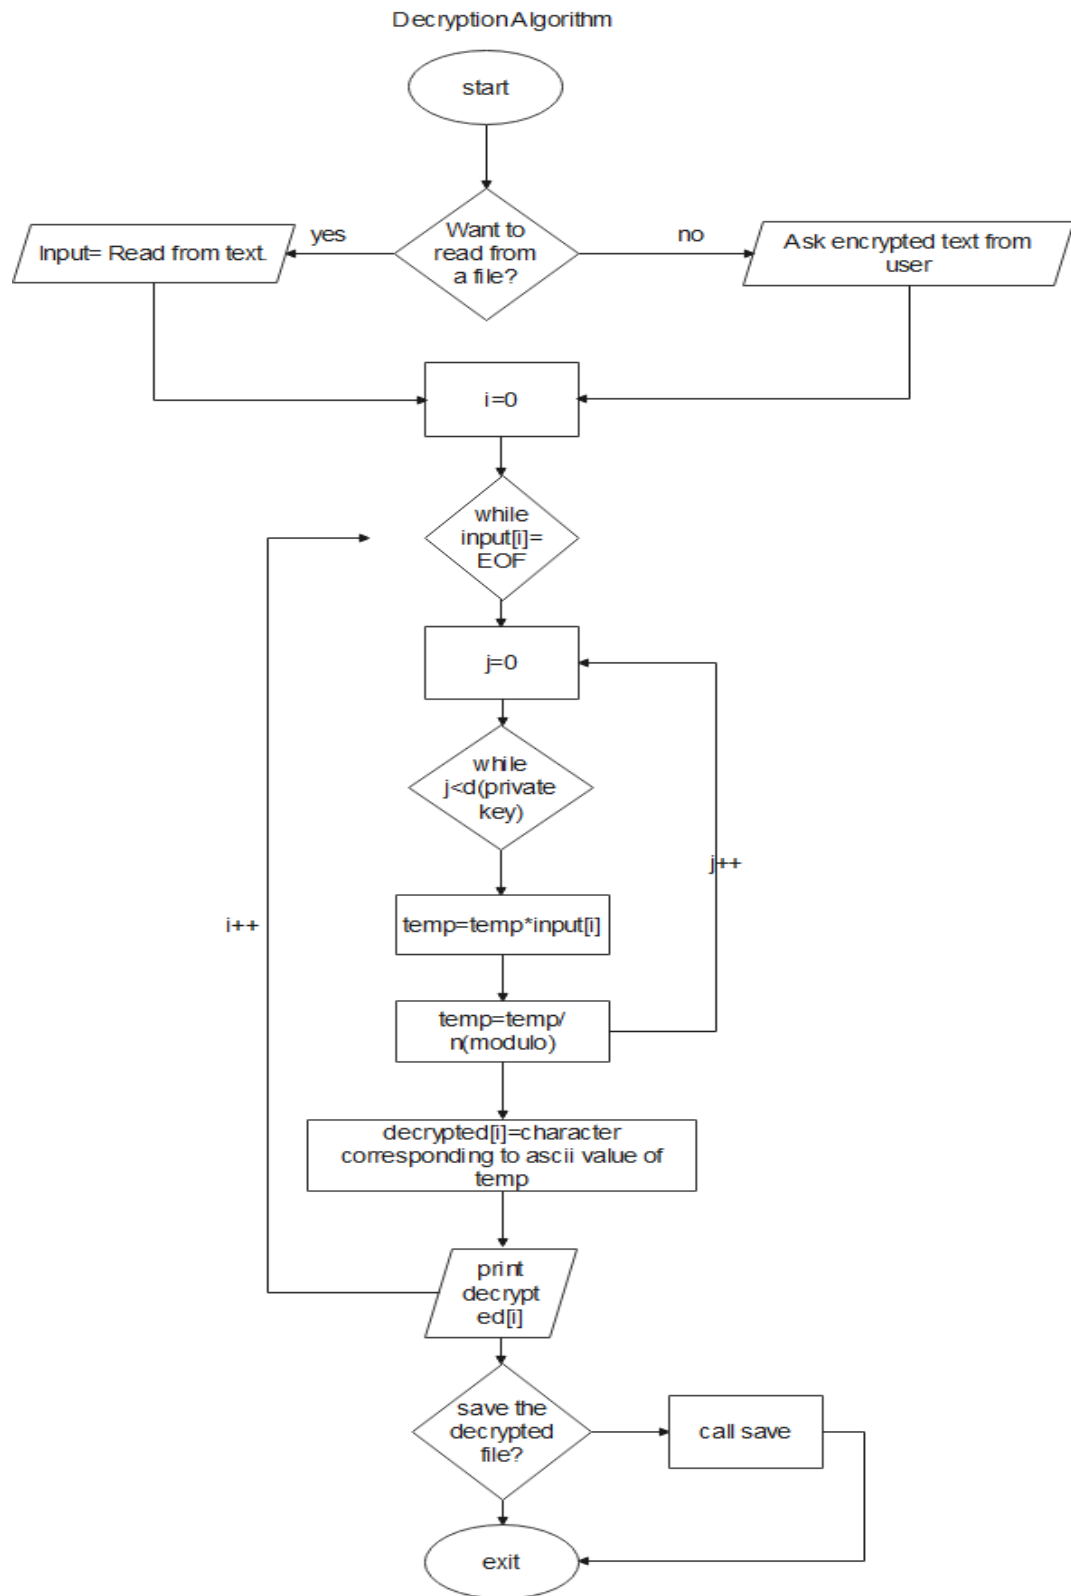 Decryption Algorithm
start
Want to
read from
a file?
yes
no
Input= Read from text.
Ask encrypted text from
user
i=0
while
input[i]=
EOF
j=0
while
j<d(private
key)
j++
i++
temp=temp*input[i]
temp=temp/
n(modulo)
decrypted[i]=character
corresponding to ascii value of
temp
print
decrypt
ed[i]
save the
decrypted
file?
call save
exit